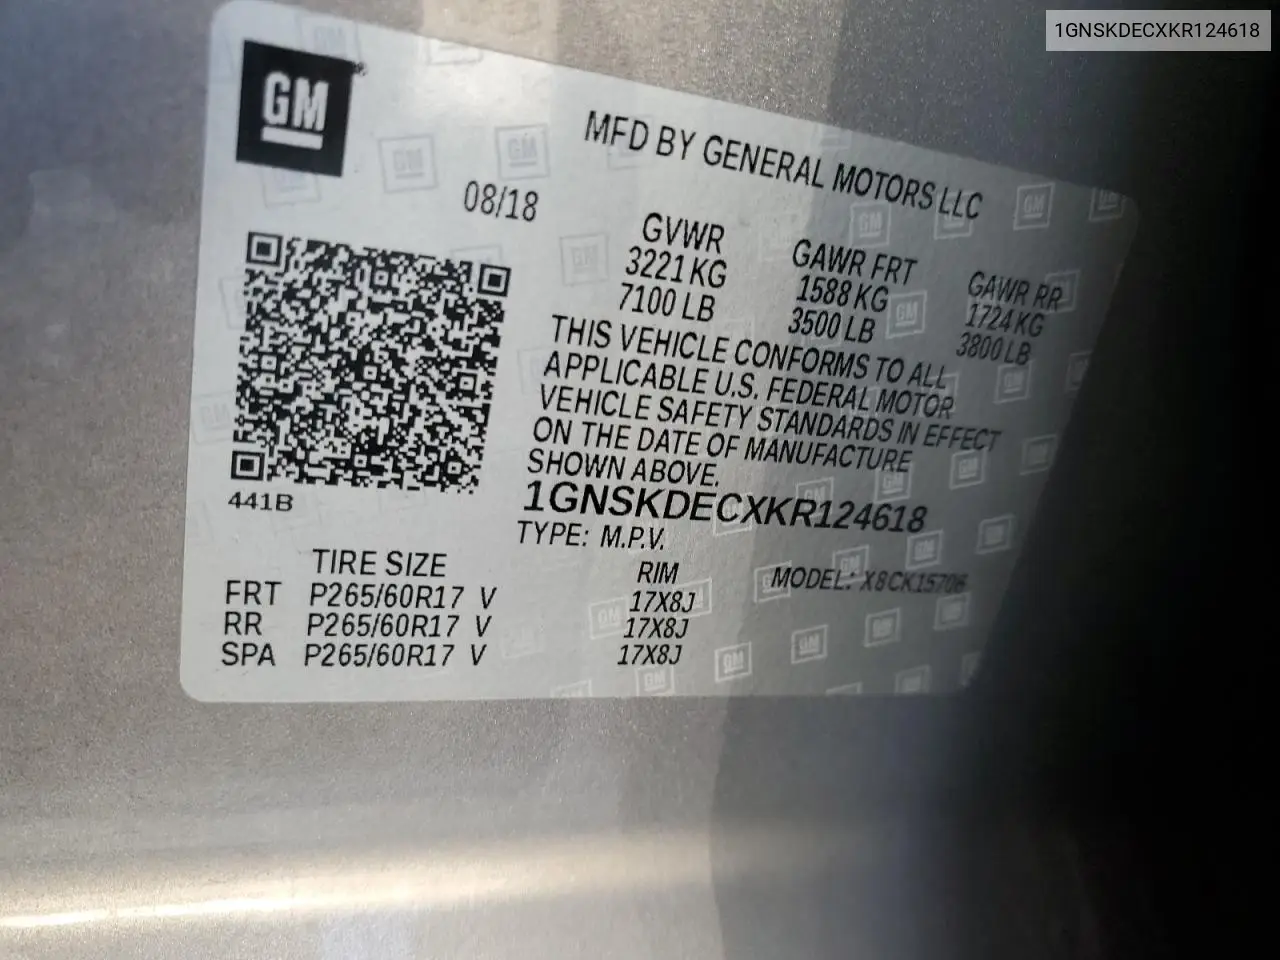 1GNSKDECXKR124618
GM
MFD BY GENERAL MOTORS LLC
08/18
GVWR GAWR FRT GAWR RR
3221 KG 1588 KG 1724 KG
7100 LB 3500 LB 3800 LB
THIS VEHICLE CONFORMS TO ALL
APPLICABLE U.S. FEDERAL MOTOR
VEHICLE SAFETY STANDARDS IN EFFECT
ON THE DATE OF MANUFACTURE
SHOWN ABOVE.
1GNSKDECXKR124618
441B
TYPE: M.P.V. MODEL: X8CK15706
TIRE SIZE RIM
FRT P265/60R17 V 17X8J
RR P265/60R17 V 17X8J
SPA P265/60R17 V 17X8J